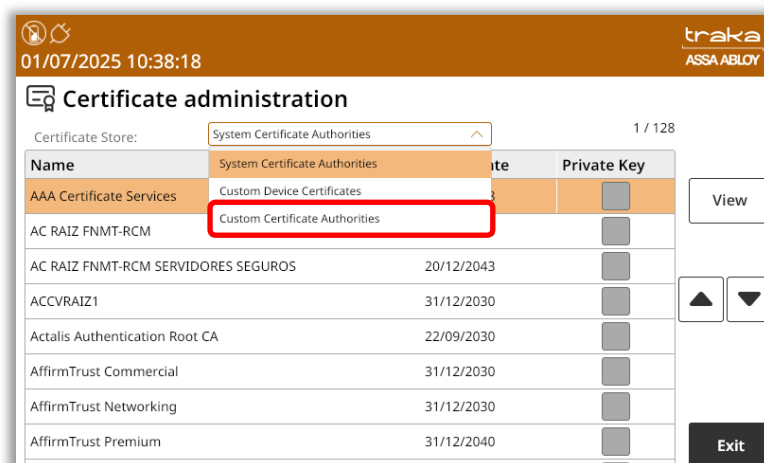 traka
01/07/2025 10:38:18
ASSA ABLOY
Certificate administration
Certificate Store:
System Certificate Authorities
1 / 128
Name
Private Key
System Certificate Authorities
Custom Device Certificates
Custom Certificate Authorities
AAA Certificate Services
View
AC RAIZ FNMT-RCM
AC RAIZ FNMT-RCM SERVIDORES SEGUROS 20/12/2043
ACCVRAIZ1 31/12/2030
Actalis Authentication Root CA 22/09/2030
AffirmTrust Commercial 31/12/2030
AffirmTrust Networking 31/12/2030
AffirmTrust Premium 31/12/2040
Exit